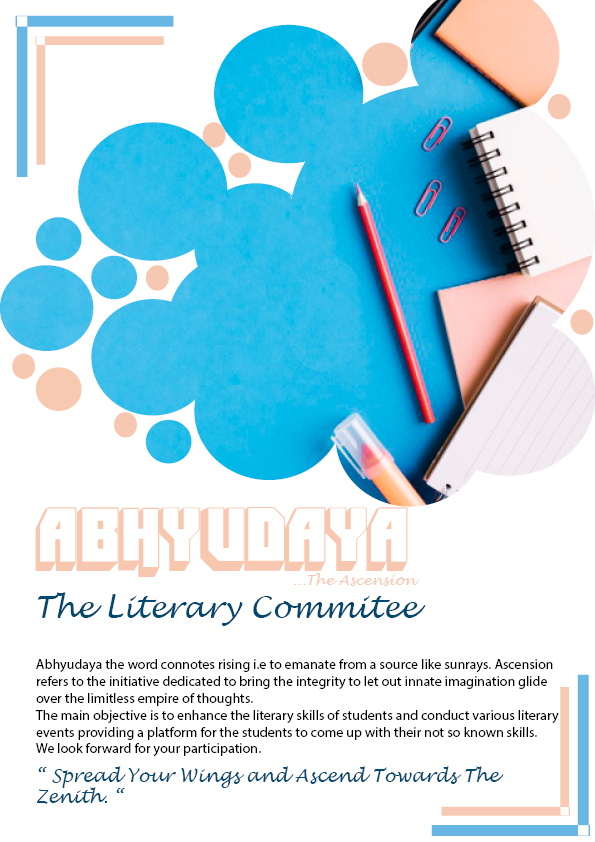 ABHYUDAYA
...The Ascension
The Literary Commitee
Abhyudaya the word connotes rising i.e to emanate from a source like sunrays. Ascension
refers to the initiative dedicated to bring the integrity to let out innate imagination glide
over the limitless empire of thoughts.
The main objective is to enhance the literary skills of students and conduct various literary
events providing a platform for the students to come up with their not so known skills.
We look forward for your participation.
“ Spread Your Wings and Ascend Towards The
Zenith. “